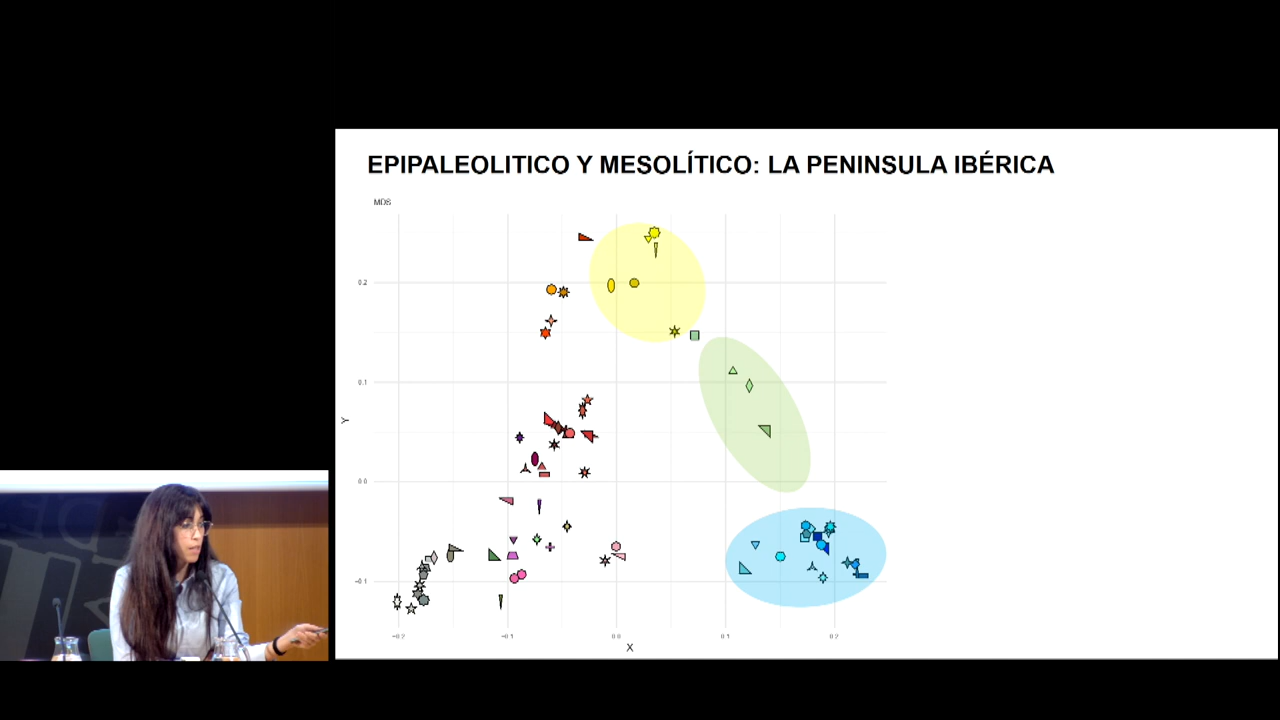 EPIPALEOLITICO Y MESOLÍTICO: LA PENINSULA IBÉRICA
MDS
0.2
0.1
0.0
-0.1
Y
-0.2
-0.1
0.0
0.1
0.2
X